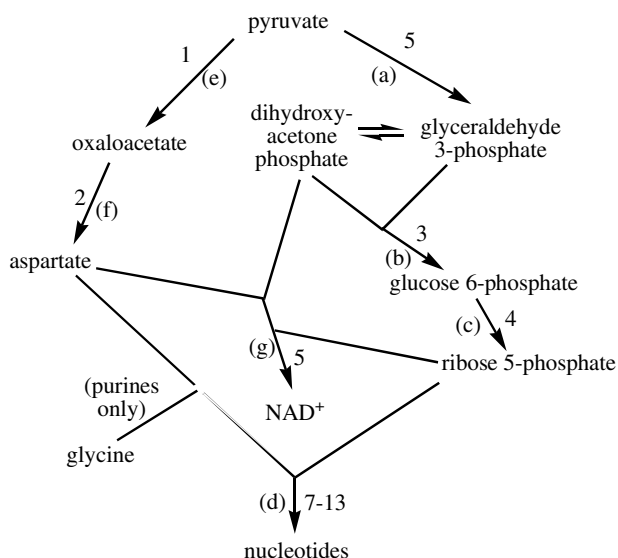 pyruvate
1
5
(e)
(a)
dihydroxy-
acetone
phosphate
glyceraldehyde
3-phosphate
oxaloacetate
2
(f)
3
(b)
aspartate
glucose 6-phosphate
(c)
4
(g)
5
ribose 5-phosphate
(purines
only)
NAD+
glycine
(d)
7-13
nucleotides